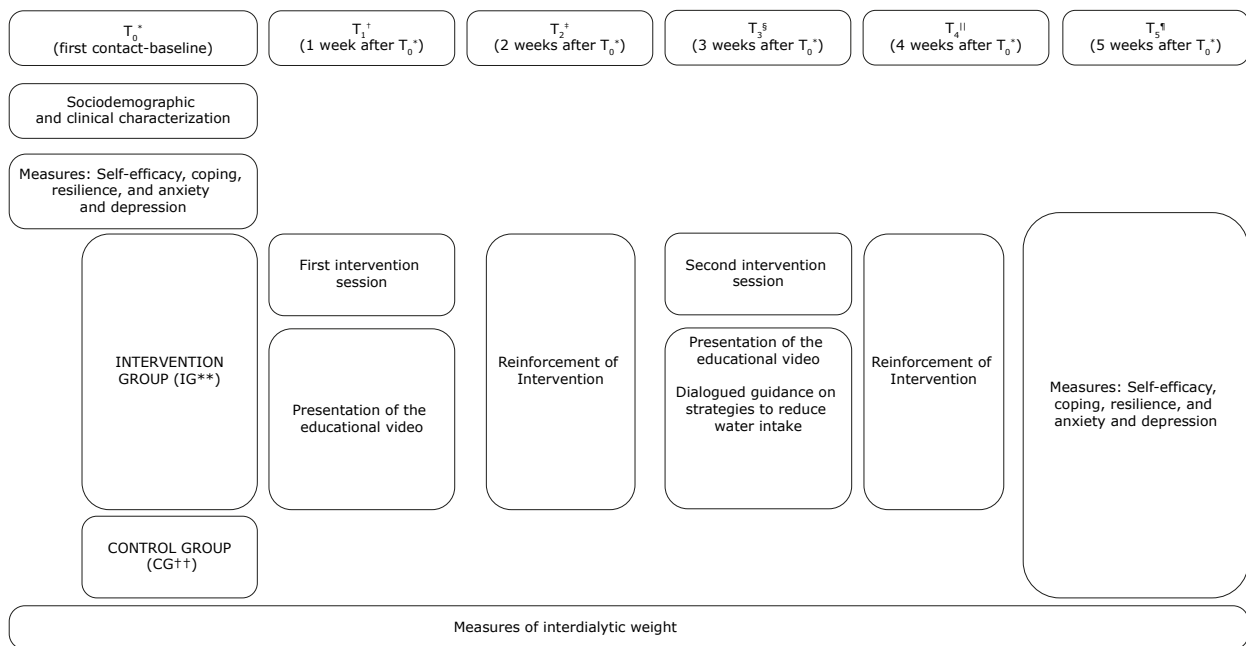 T0*
(first contact-baseline)
T1†
(1 week after T0*)
T2‡
(2 weeks after T0*)
T3§
(3 weeks after T0*)
T4||
(4 weeks after T0*)
T5¶
(5 weeks after T0*)
Sociodemographic
and clinical characterization
Measures: Self-efficacy, coping,
resilience, and anxiety
and depression
INTERVENTION
GROUP (IG**)
First intervention
session
Presentation of the
educational video
Reinforcement of
Intervention
Second intervention
session
Presentation of the
educational video
Dialogued guidance on
strategies to reduce
water intake
Reinforcement of
Intervention
Measures: Self-efficacy,
coping, resilience, and
anxiety and depression
CONTROL GROUP
(CG††)
Measures of interdialytic weight